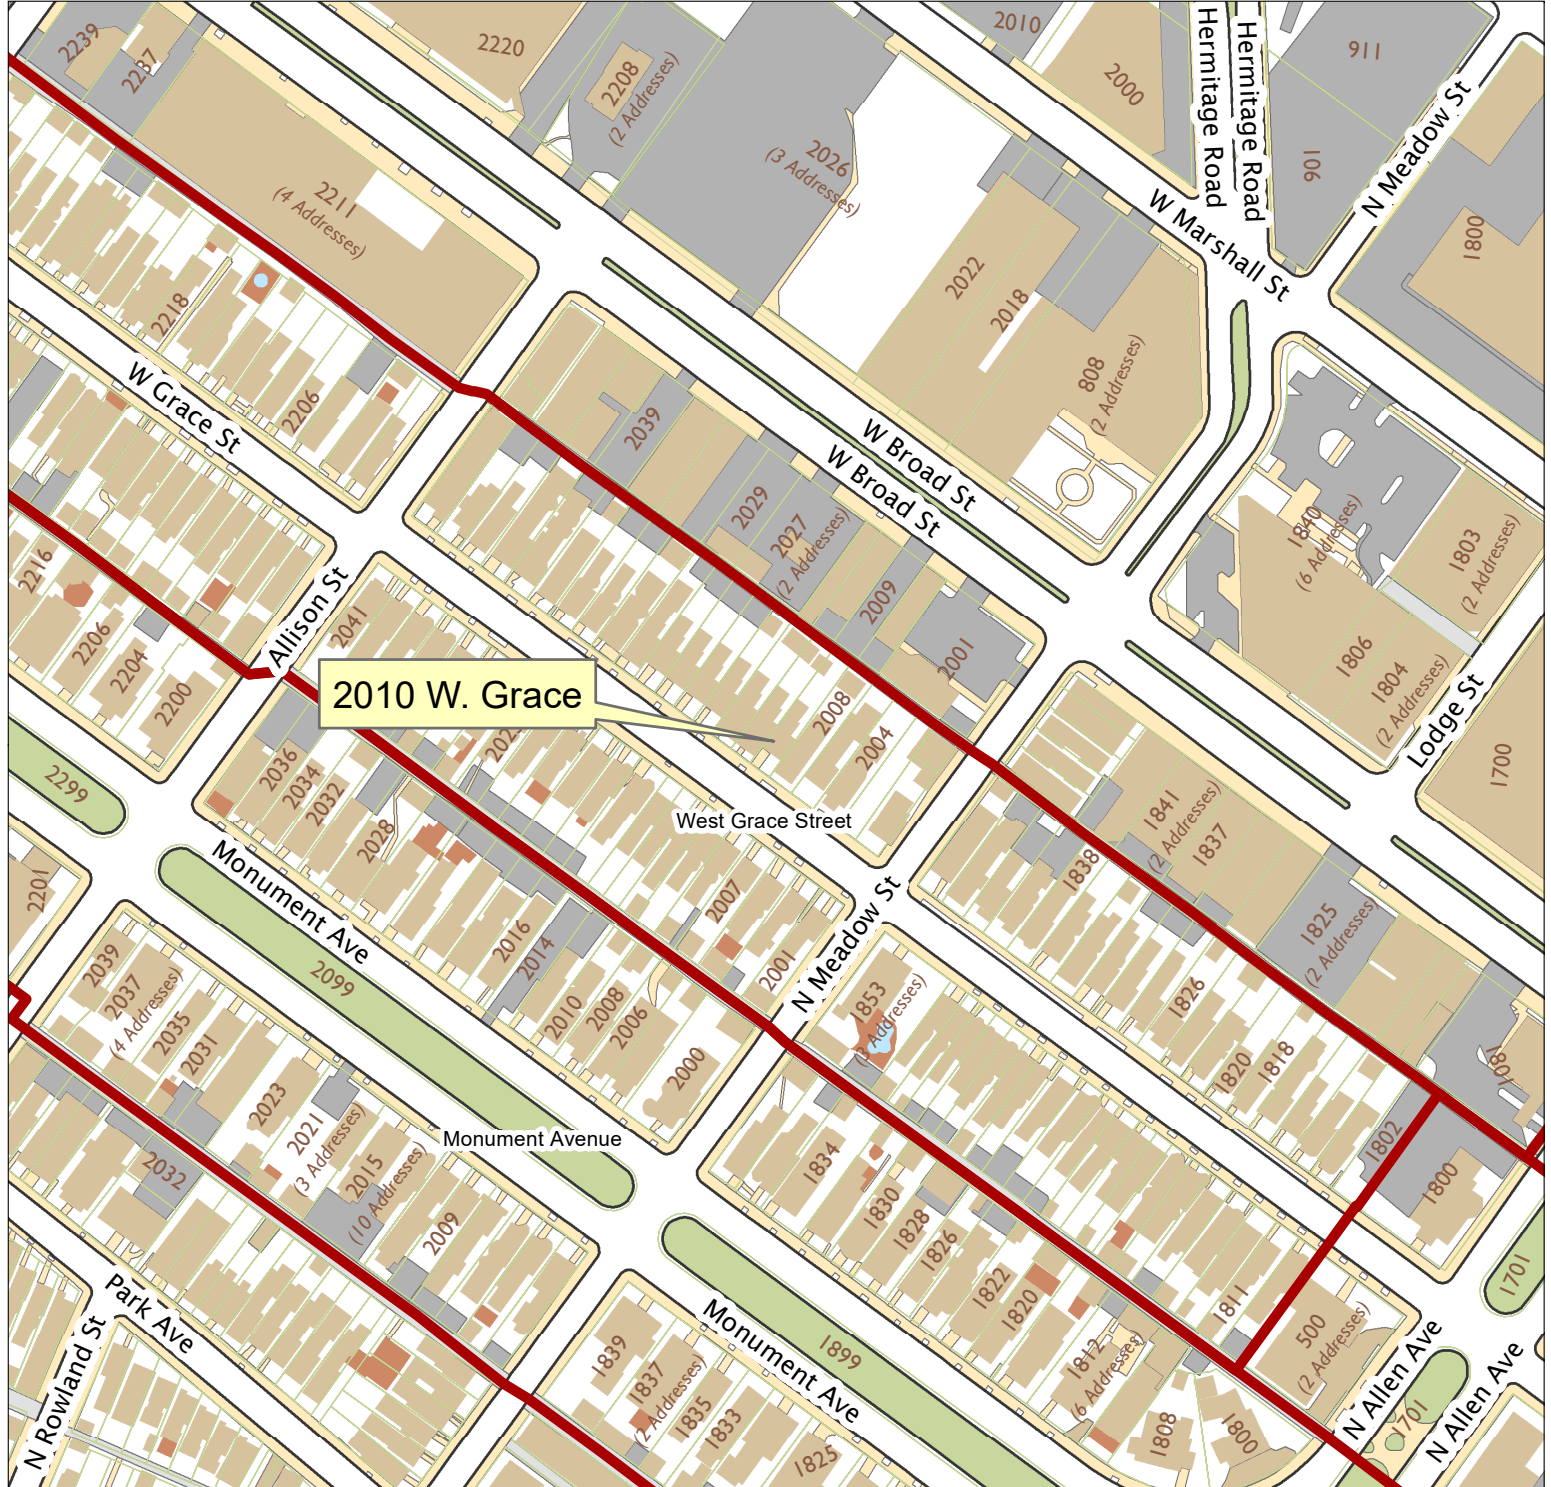 2239
2237
2220
2208
(2 Addresses)
2010
2000
Hermitage Road
Hermitage Road
911
901
N Meadow St
2026
(3 Addresses)
W Marshall St
1800
2211
(4 Addresses)
2218
2022
2018
808
(2 Addresses)
W Grace St
2206
2039
W Broad St
W Broad St
2029
2027
(2 Addresses)
2009
2001
1840
(6 Addresses)
1803
(2 Addresses)
1806
1804
(2 Addresses)
Lodge St
1700
2216
2206
2204
2200
Allison St
2041
2010 W. Grace
2008
2004
2299
2036
2034
2032
2028
West Grace Street
1841
(2 Addresses)
1837
1838
1825
(2 Addresses)
2201
Monument Ave
2007
2001
N Meadow St
2016
2014
2010
2008
2006
2000
2099
2039
2037
(4 Addresses)
2035
2031
2023
2021
(3 Addresses)
2015
(10 Addresses)
2009
2032
Monument Avenue
1853
1826
1820
1818
1801
1802
1800
1834
1830
1828
1826
1822
1820
1811
1812
(6 Addresses)
500
(2 Addresses)
1701
Park Ave
N Rowland St
1839
1837
(2 Addresses)
1835
1833
1825
Monument Ave
1899
1808
1800
N Allen Ave
N Allen Ave
1701